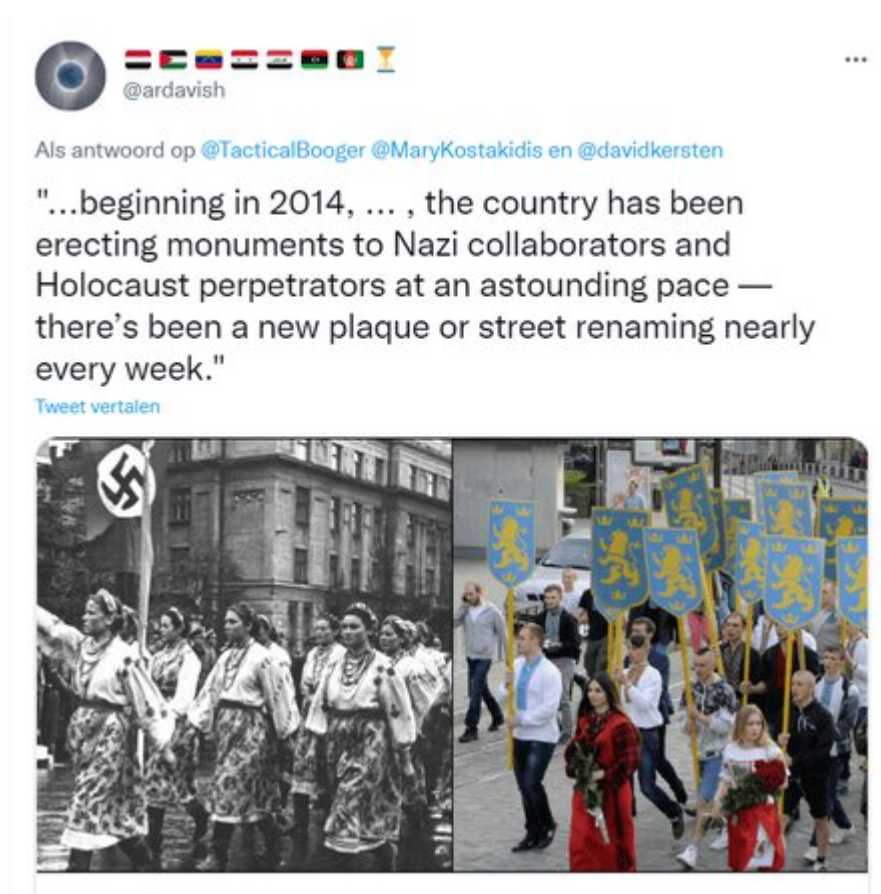 @ardavish
Als antwoord op @TacticalBooger @MaryKostakidis en @davidkersten
"...beginning in 2014, ... , the country has been
erecting monuments to Nazi collaborators and
Holocaust perpetrators at an astounding pace —
there's been a new plaque or street renaming nearly
every week."
Tweet vertalen